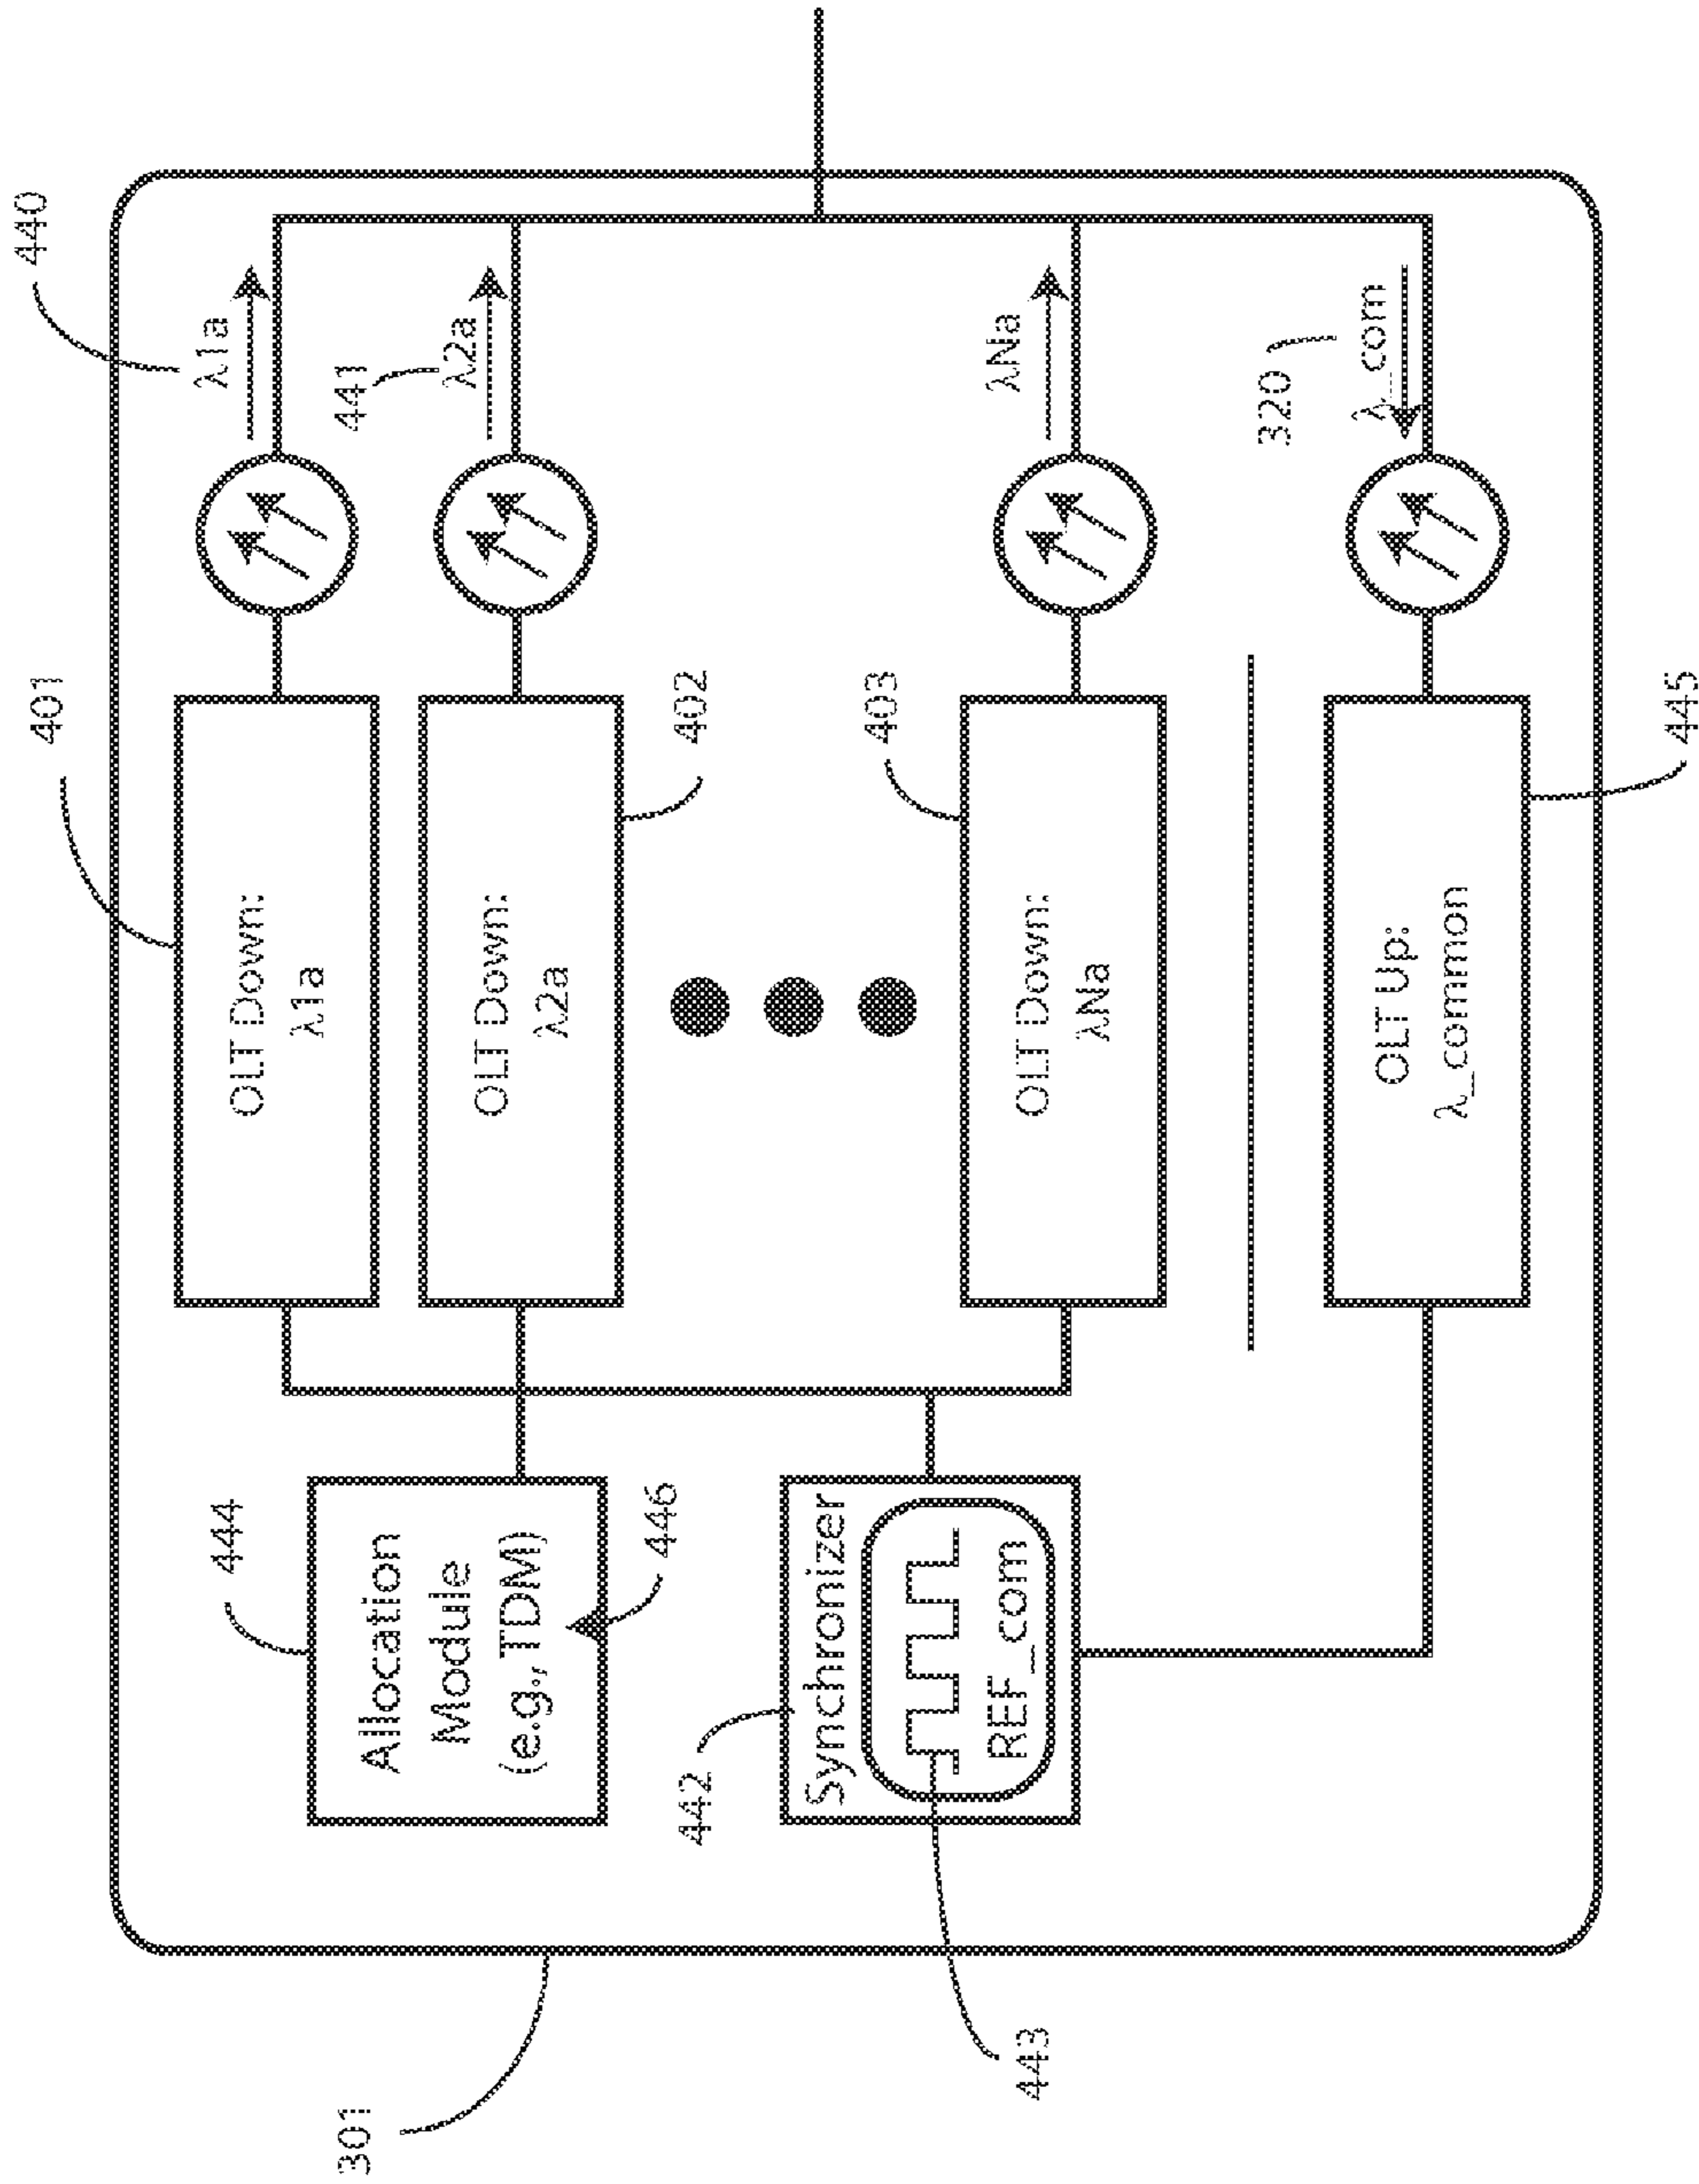 301
444
Allocation
Module
(e.g., TDM)
446
442
Synchronizer
REF_com
443
401
OLT Down:
λ1a
OLT Down:
λ2a
402
403
OLT Down:
λNa
OLT Up:
λ_common
445
440
λ1a
441
λ2a
λNa
320
λ_com